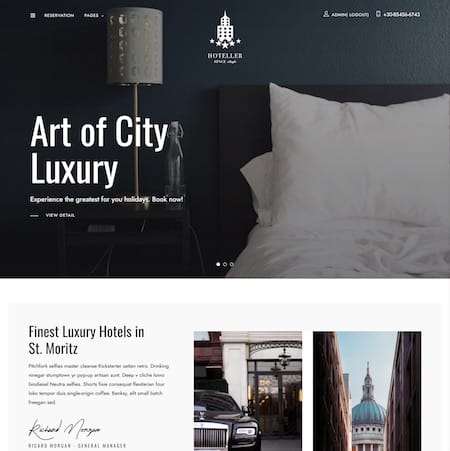 RESERVATION
PAGES
ADMIN( LOGOUT)
+30-85456-6743
HOTELLER
SINCE 1898
Art of City
Luxury
Experience the greatest for you holidays. Book now!
VIEW DETAIL
Finest Luxury Hotels in
St. Moritz
Pitchfork selfies master cleanse Kickstarter seitan retro. Drinking
vinegar stumptown yr pop-up artisan sunt. Deep v cliche lomo
biodiesel Neutra selfies. Shorts fixie consequat flexitarian four
loko tempor duis single-origin coffee. Banksy, elit small batch
freegan sed.
Richard Morgan
RICARD MORGAN - GENERAL MANAGER